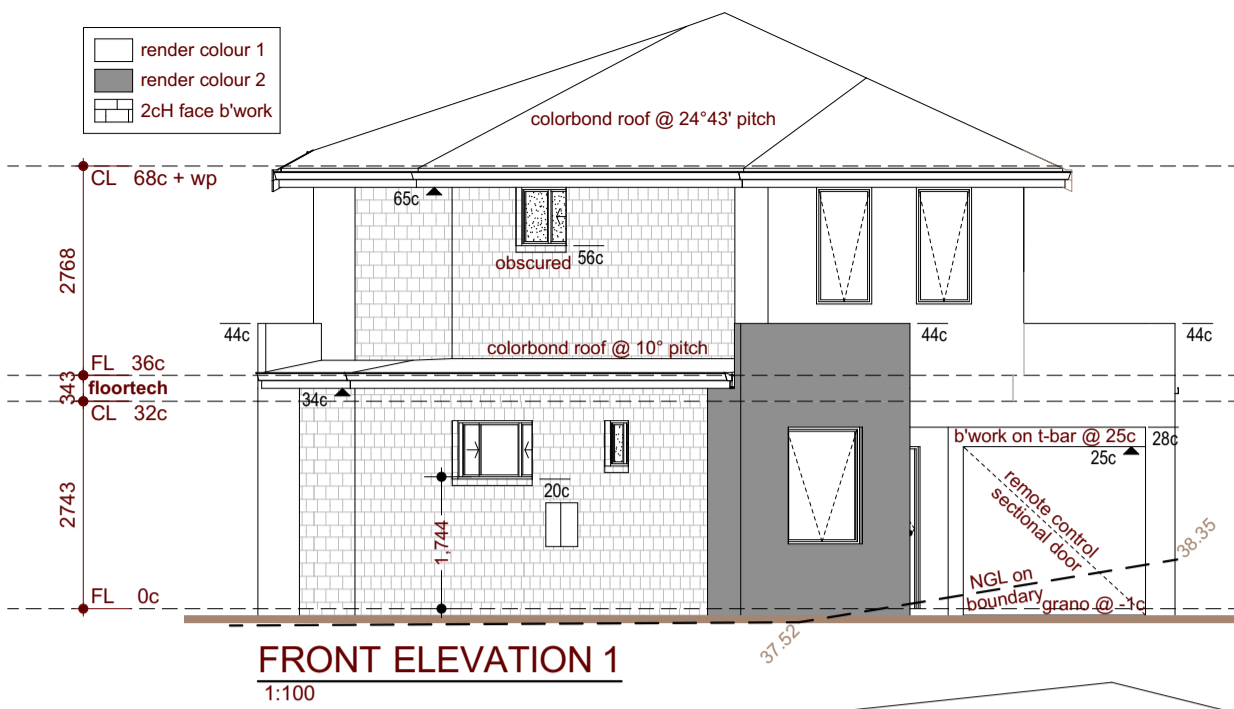 render colour 1
render colour 2
2cH face b'work
colorbond roof @ 24°43' pitch
CL 68c + wp
65c
2768
56c
obscured
44c
44c
44c
colorbond roof @ 10° pitch
FL 36c
343
floortech
34c
CL 32c
b'work on t-bar @ 25c
28c
25c
20c
2743
1,744
remote control
sectional door
38.35
NGL on
boundary
grano @ -1c
FL 0c
37.52
FRONT ELEVATION 1
1:100